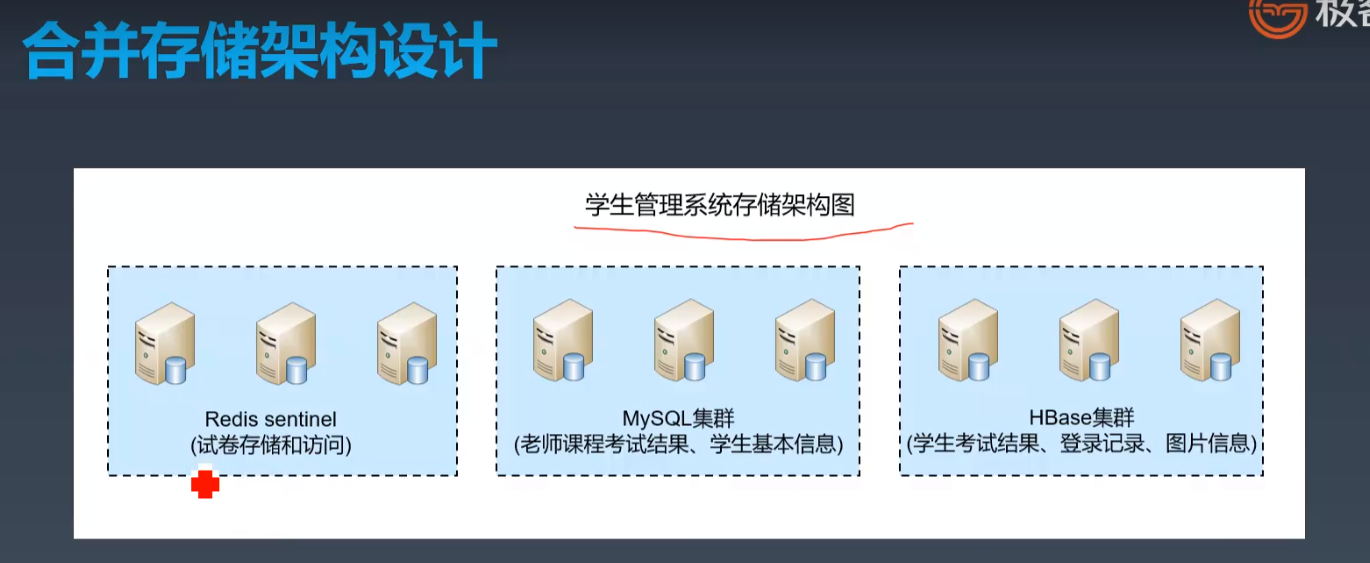 合并存储架构设计
极客
学生管理系统存储架构图
Redis sentinel
(试卷存储和访问)
MySQL集群
(老师课程考试结果、学生基本信息)
HBase集群
(学生考试结果、登录记录、图片信息)